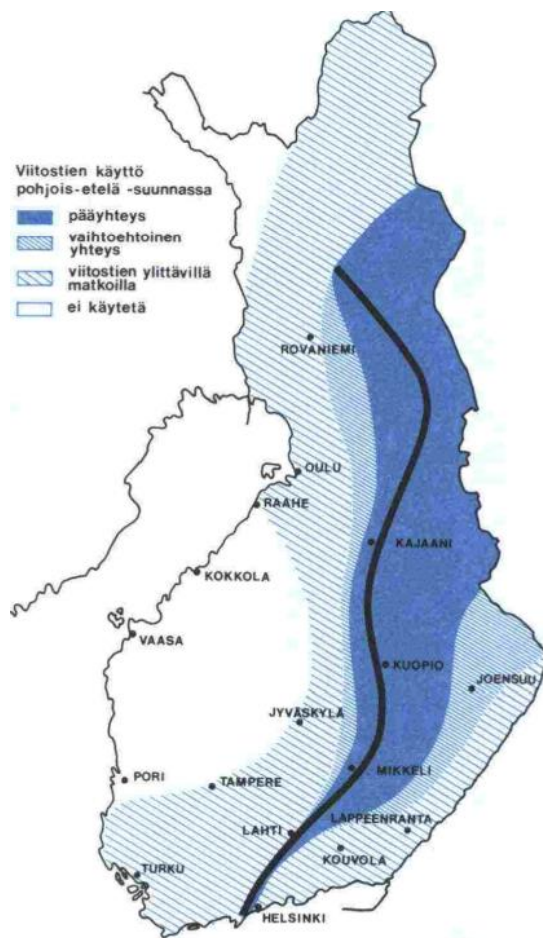 Viitostien käyttö
pohjois-etelä -suunnassa
pääyhteys
vaihtoehtoinen
yhteys
viitostien ylittävillä
matkoilla
ei käytetä
ROVANIEMI
OULU
RAAHE
KAJAANI
KOKKOLA
VAASA
KUOPIO
JOENSUU
JYVÄSKYLÄ
MIKKELI
PORI
TAMPERE
LAPPEENRANTA
LAHTI
KOUVOLA
TURKU
HELSINKI